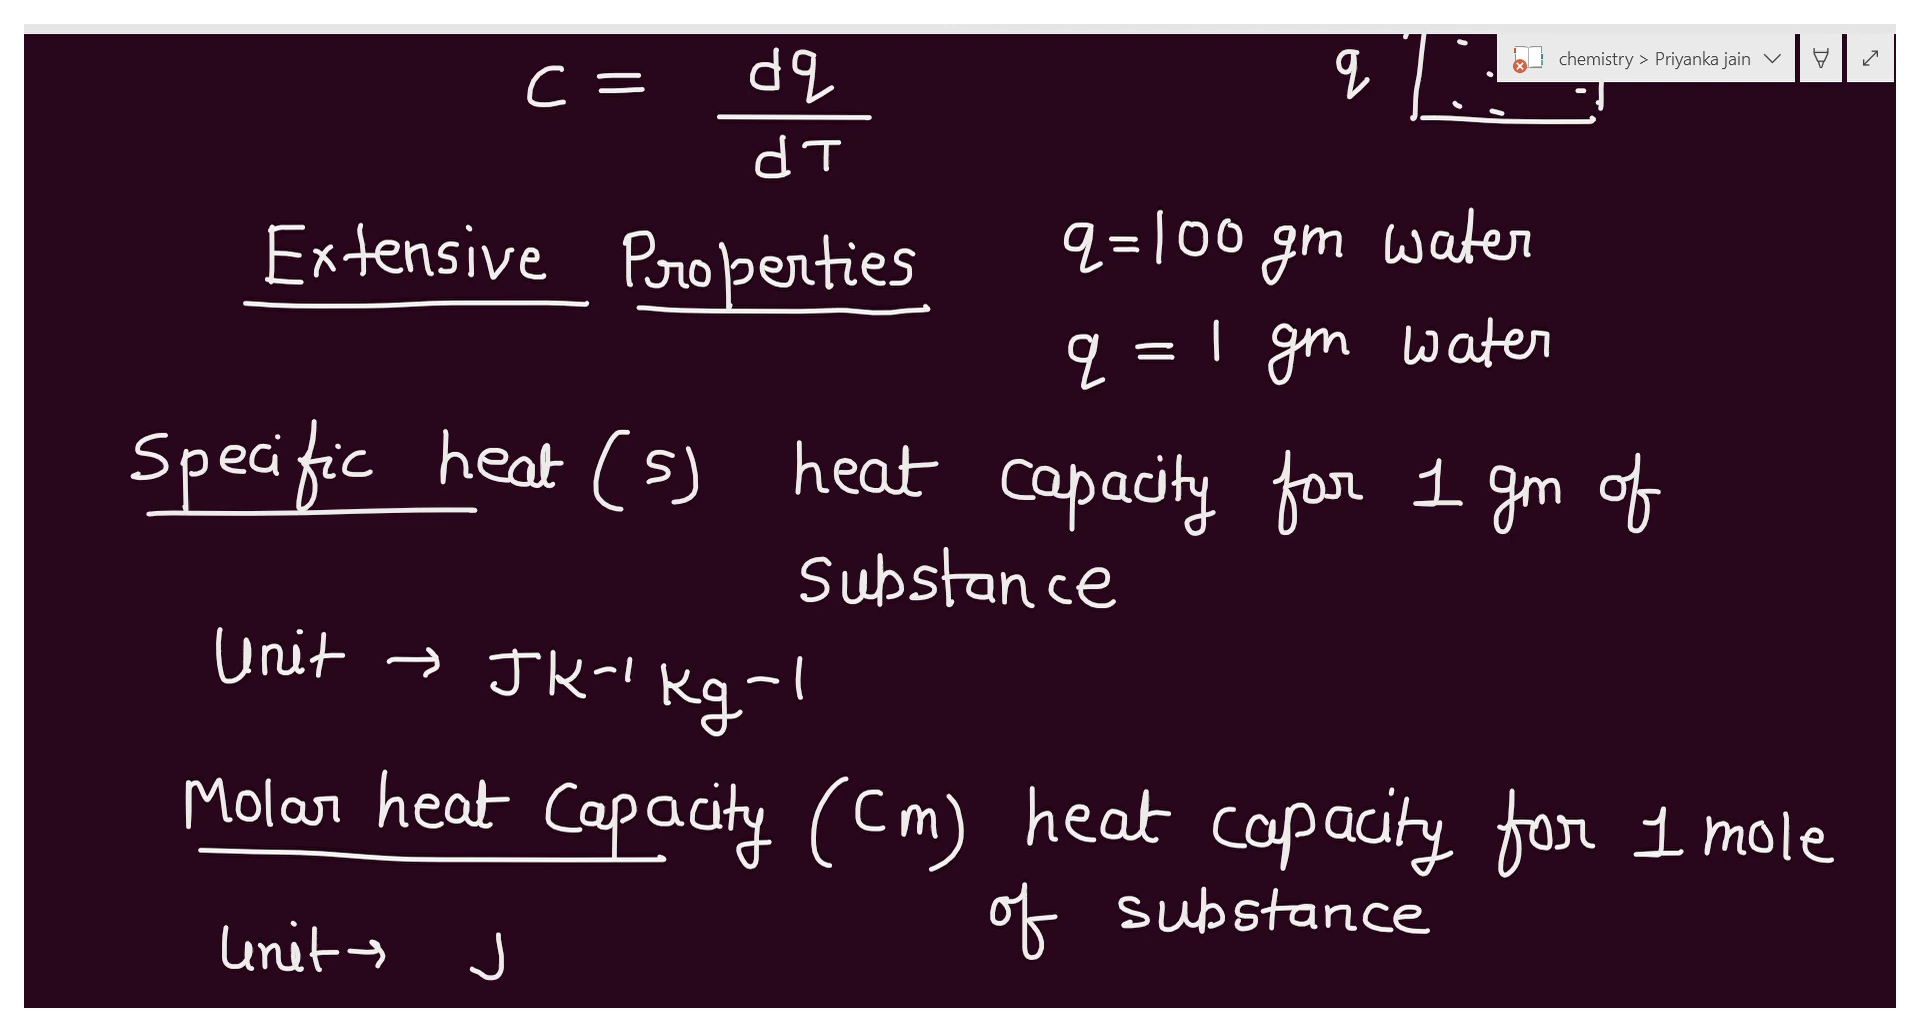 chemistry > Priyanka jain
C = dq
dT
q
Extensive Properties
q = 100 gm water
q = 1 gm water
Specific heat (s) heat capacity for 1 gm of
substance
Unit → JK-1 kg-1
Molar heat capacity (Cm) heat capacity for 1 mole
of substance
Unit → J